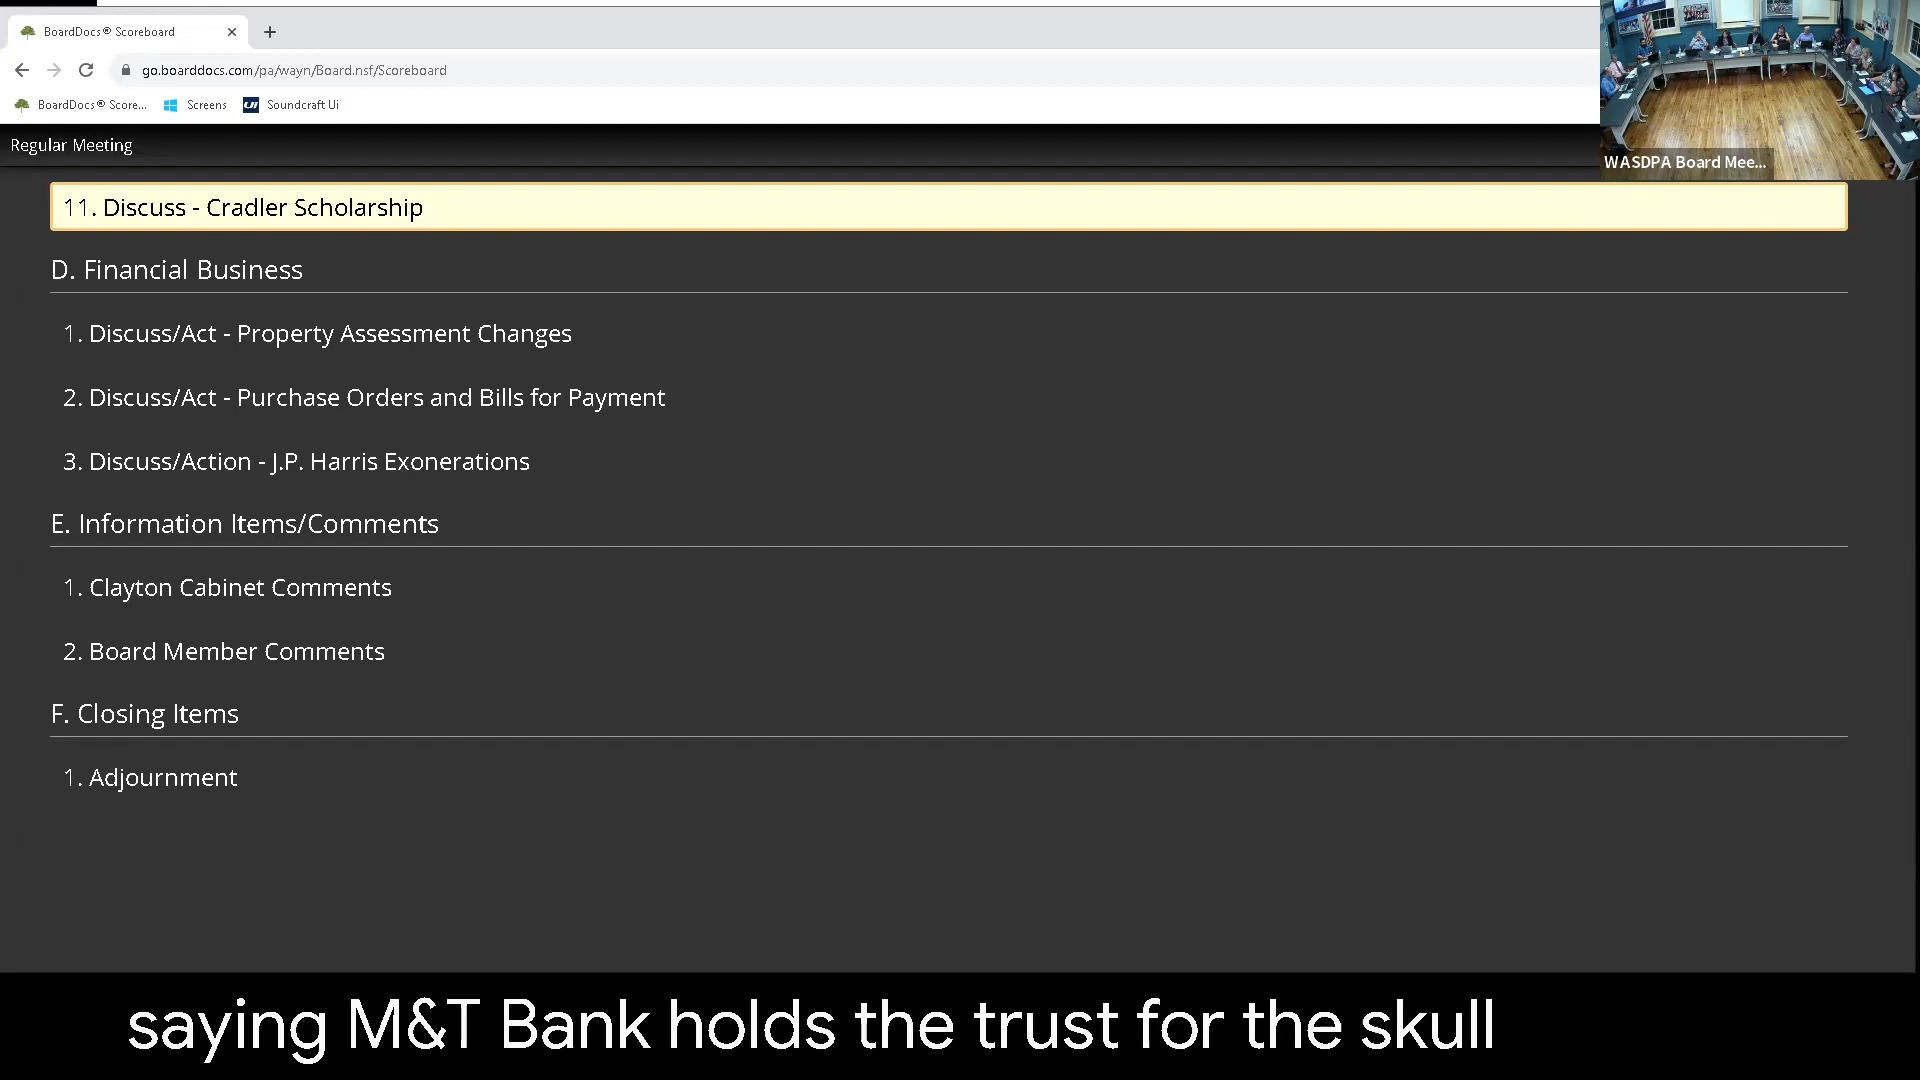 BoardDocs® Scoreboard
go.boarddocs.com/pa/wayn/Board.nsf/Scoreboard
BoardDocs® Score... Screens Soundcraft Ui
Regular Meeting
WASDPA Board Mee...
11. Discuss - Cradler Scholarship
D. Financial Business
1. Discuss/Act - Property Assessment Changes
2. Discuss/Act - Purchase Orders and Bills for Payment
3. Discuss/Action - J.P. Harris Exonerations
E. Information Items/Comments
1. Clayton Cabinet Comments
2. Board Member Comments
F. Closing Items
1. Adjournment
saying M&T Bank holds the trust for the skull